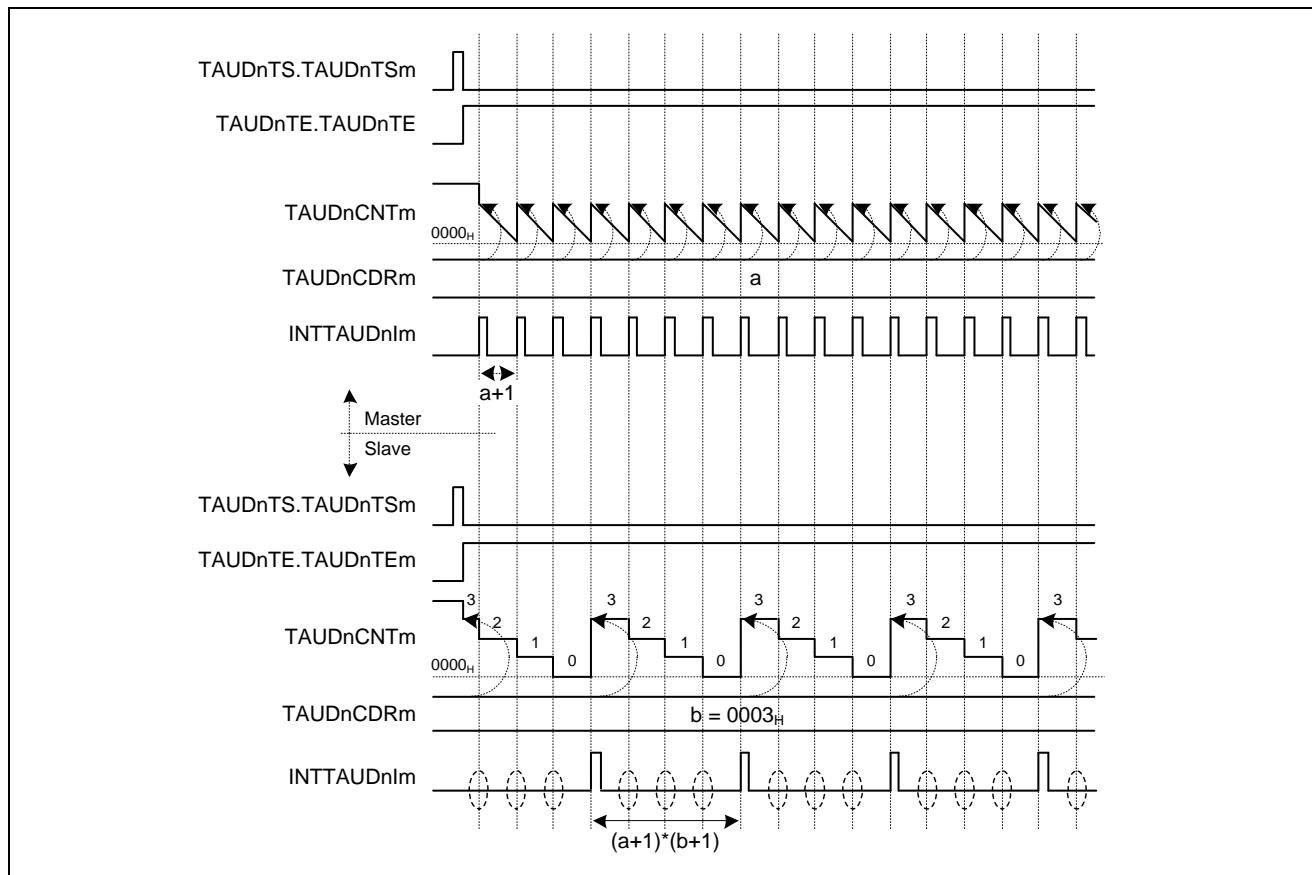 TAUDnTS.TAUDnTSm
TAUDnTE.TAUDnTE
TAUDnCNTm
0000H
TAUDnCDRm
a
INTTAUDnIm
a+1
Master
Slave
TAUDnTS.TAUDnTSm
TAUDnTE.TAUDnTEm
3 3 3 3 3
2 2 2 2 2
TAUDnCNTm
1 1 1 1
0 0 0 0
0000H
TAUDnCDRm
b = 0003H
INTTAUDnIm
(a+1)*(b+1)